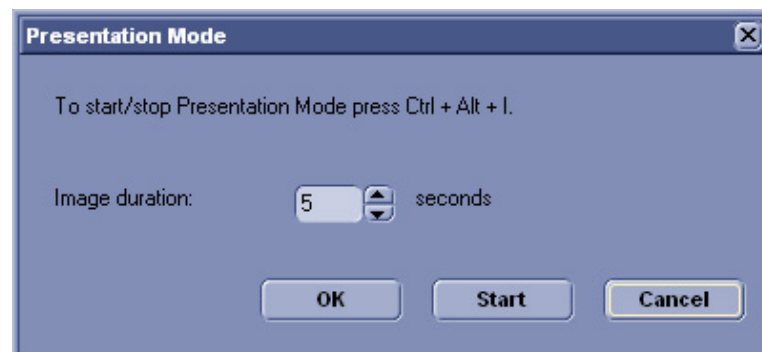 Presentation Mode
To start/stop Presentation Mode press Ctrl + Alt + I.
Image duration: 5 seconds
OK Start Cancel